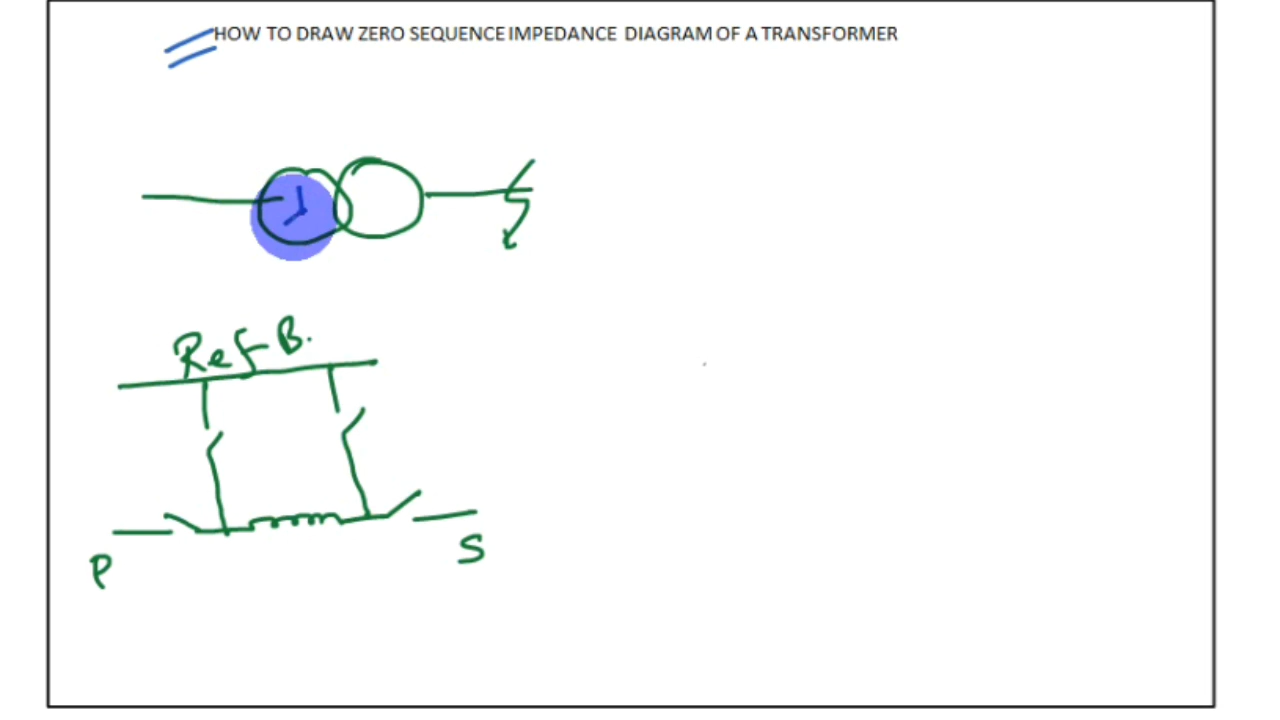 HOW TO DRAW ZERO SEQUENCE IMPEDANCE DIAGRAM OF A TRANSFORMER
Ref B.
P
S